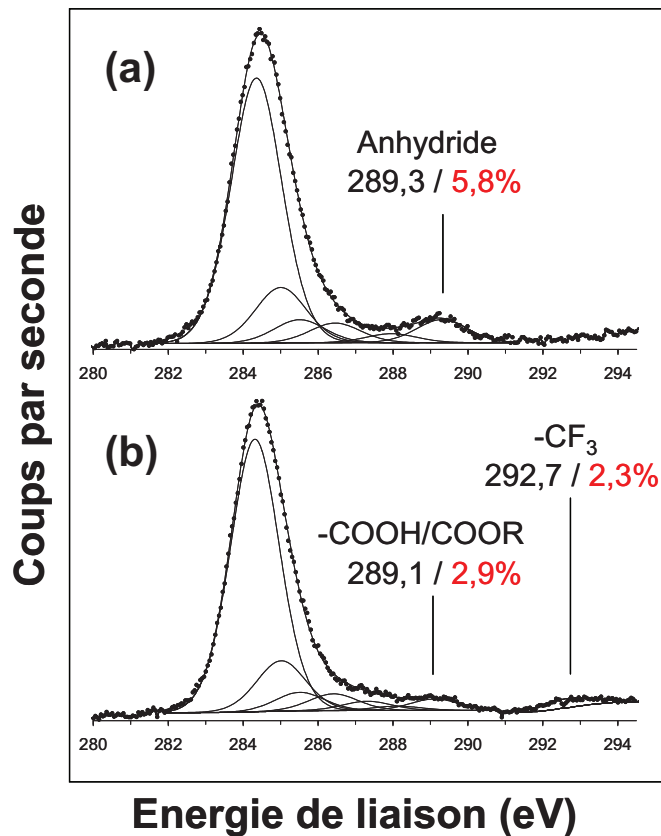 Coups par seconde
(a)
Anhydride
289,3 / 5,8%
280 282 284 286 288 290 292 294
(b)
-CF₃
292,7 / 2,3%
-COOH/COOR
289,1 / 2,9%
280 282 284 286 288 290 292 294
Energie de liaison (eV)